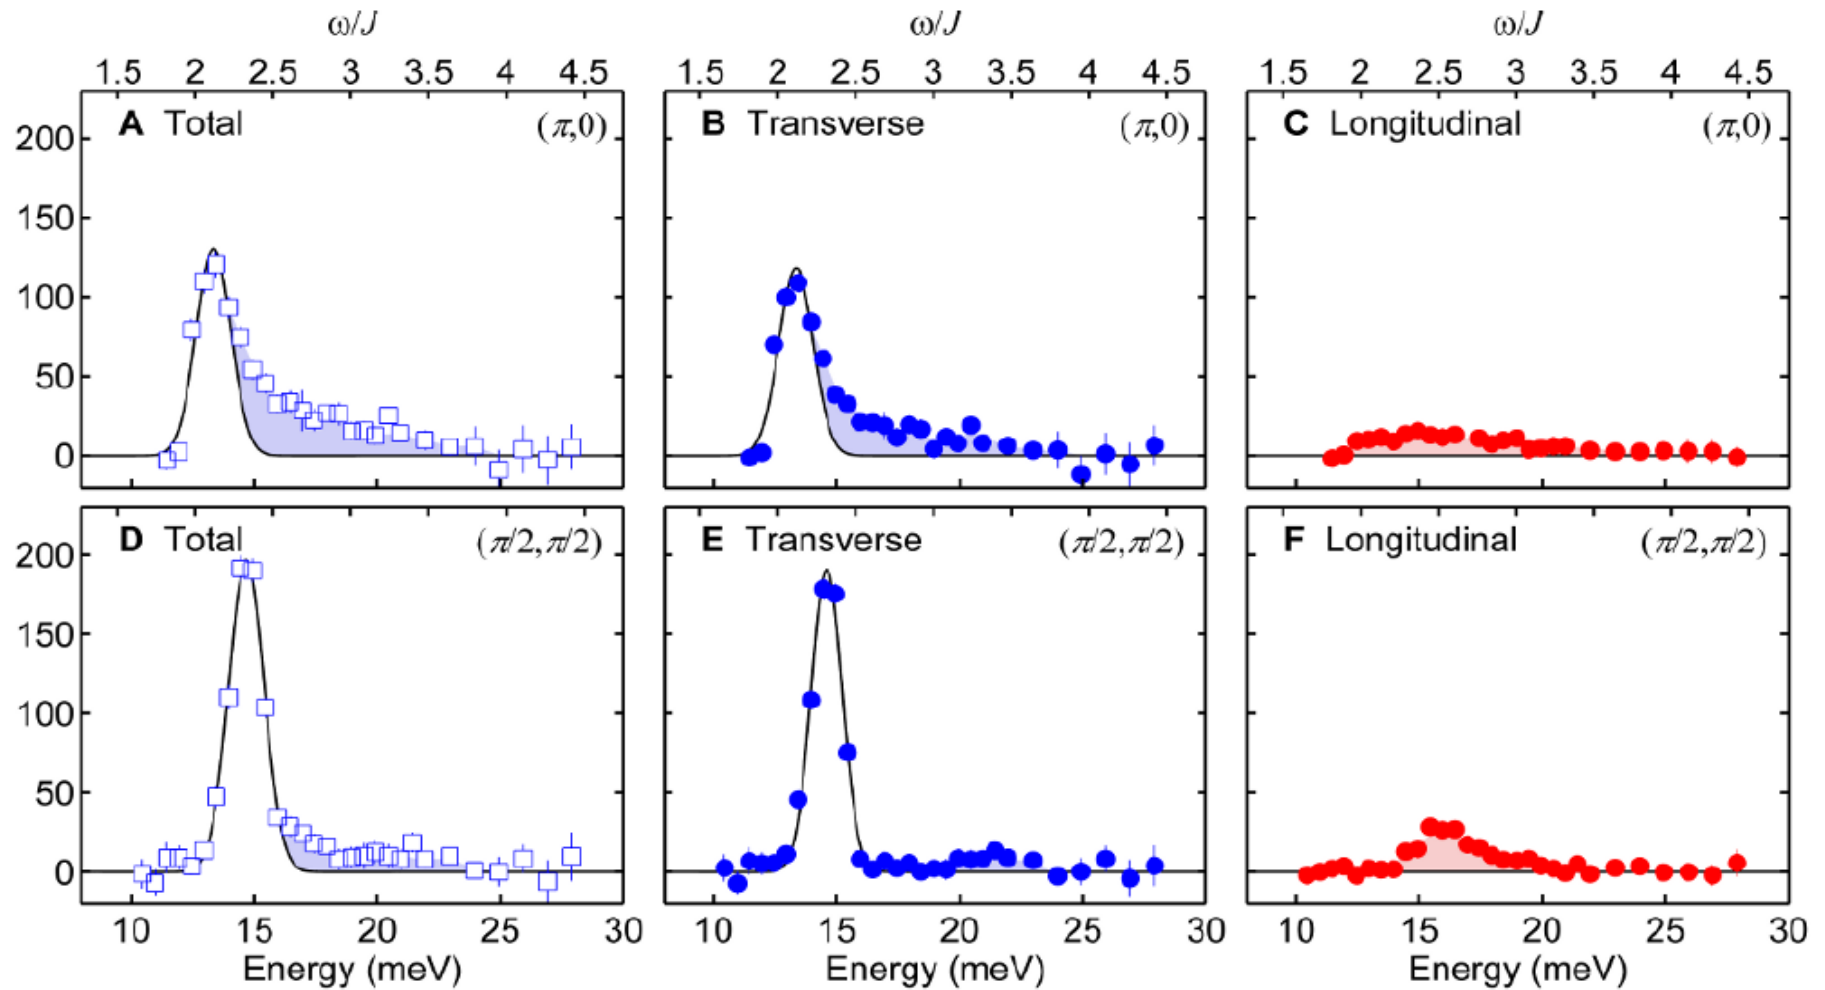 ω/J ω/J ω/J
1.5 2 2.5 3 3.5 4 4.5 1.5 2 2.5 3 3.5 4 4.5 1.5 2 2.5 3 3.5 4 4.5
A Total (π,0) B Transverse (π,0) C Longitudinal (π,0)
200
150
100
50
0
D Total (π/2,π/2) E Transverse (π/2,π/2) F Longitudinal (π/2,π/2)
200
150
100
50
0
10 15 20 25 30 10 15 20 25 30 10 15 20 25 30
Energy (meV) Energy (meV) Energy (meV)